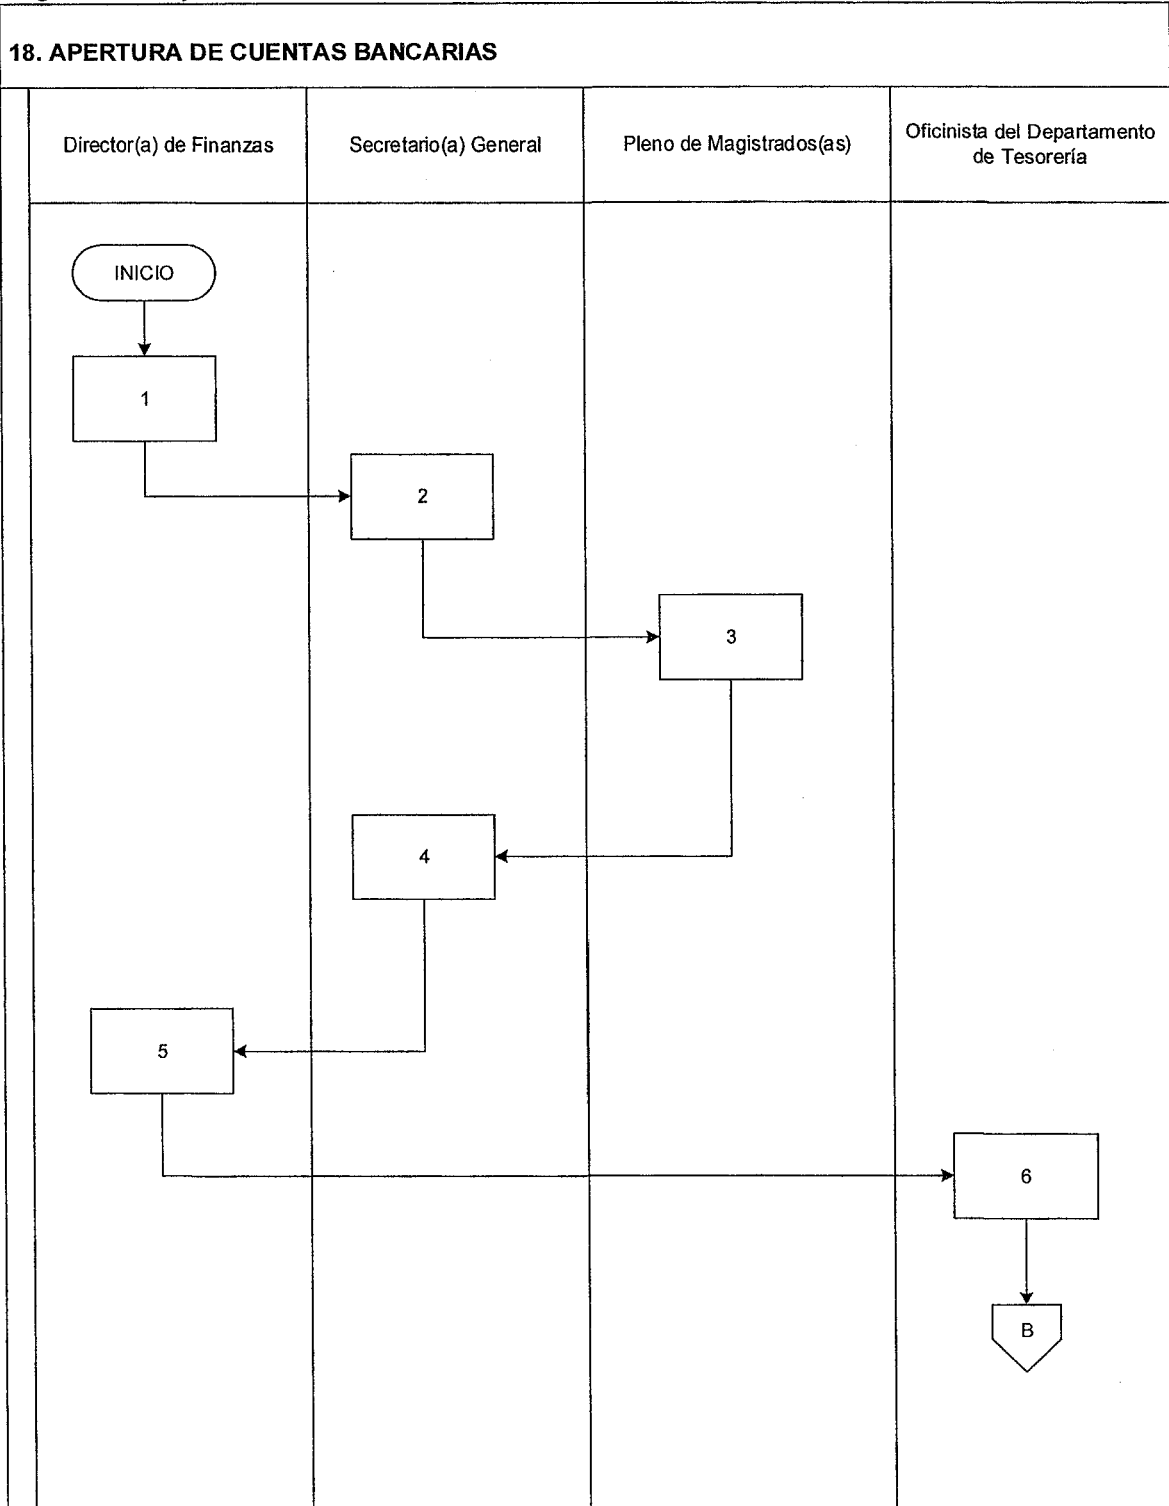 18. APERTURA DE CUENTAS BANCARIAS
Director(a) de Finanzas
Secretario(a) General
Pleno de Magistrados(as)
Oficinista del Departamento
de Tesorería
INICIO
1
2
3
4
5
6
B